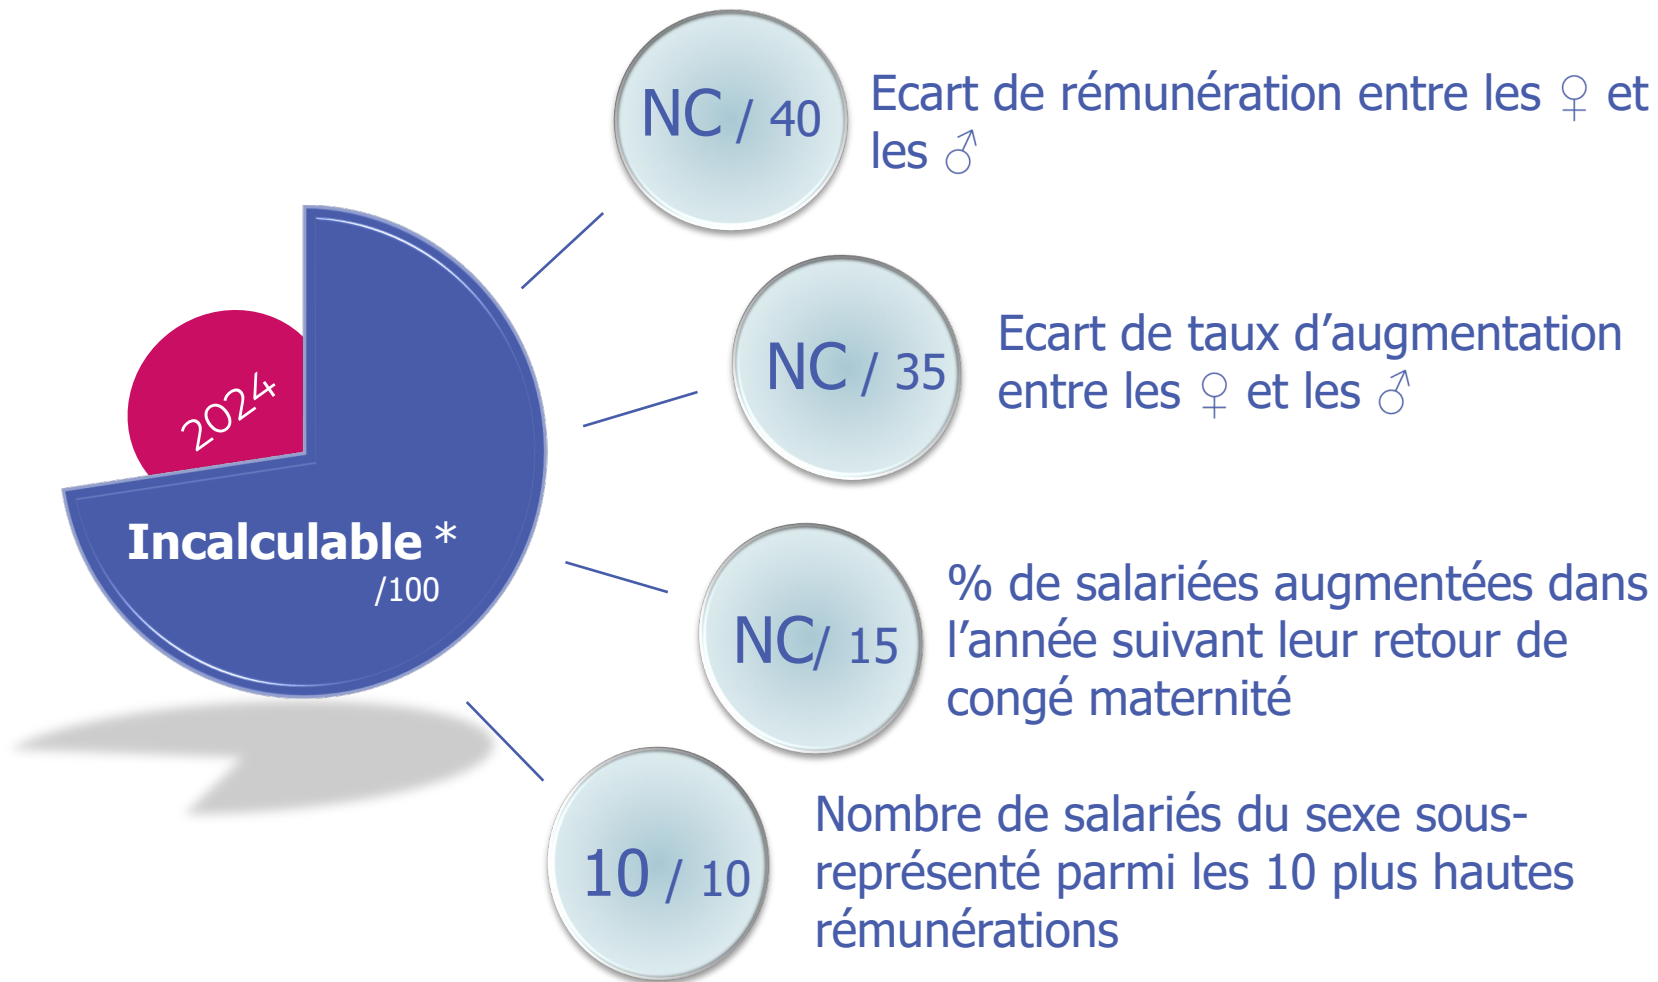 NC / 40
Ecart de rémunération entre les ♀ et
les ♂
2024
Incalculable *
/100
NC / 35
Ecart de taux d’augmentation
entre les ♀ et les ♂
NC/ 15
% de salariées augmentées dans
l’année suivant leur retour de
congé maternité
10 / 10
Nombre de salariés du sexe sous-
représenté parmi les 10 plus hautes
rémunérations